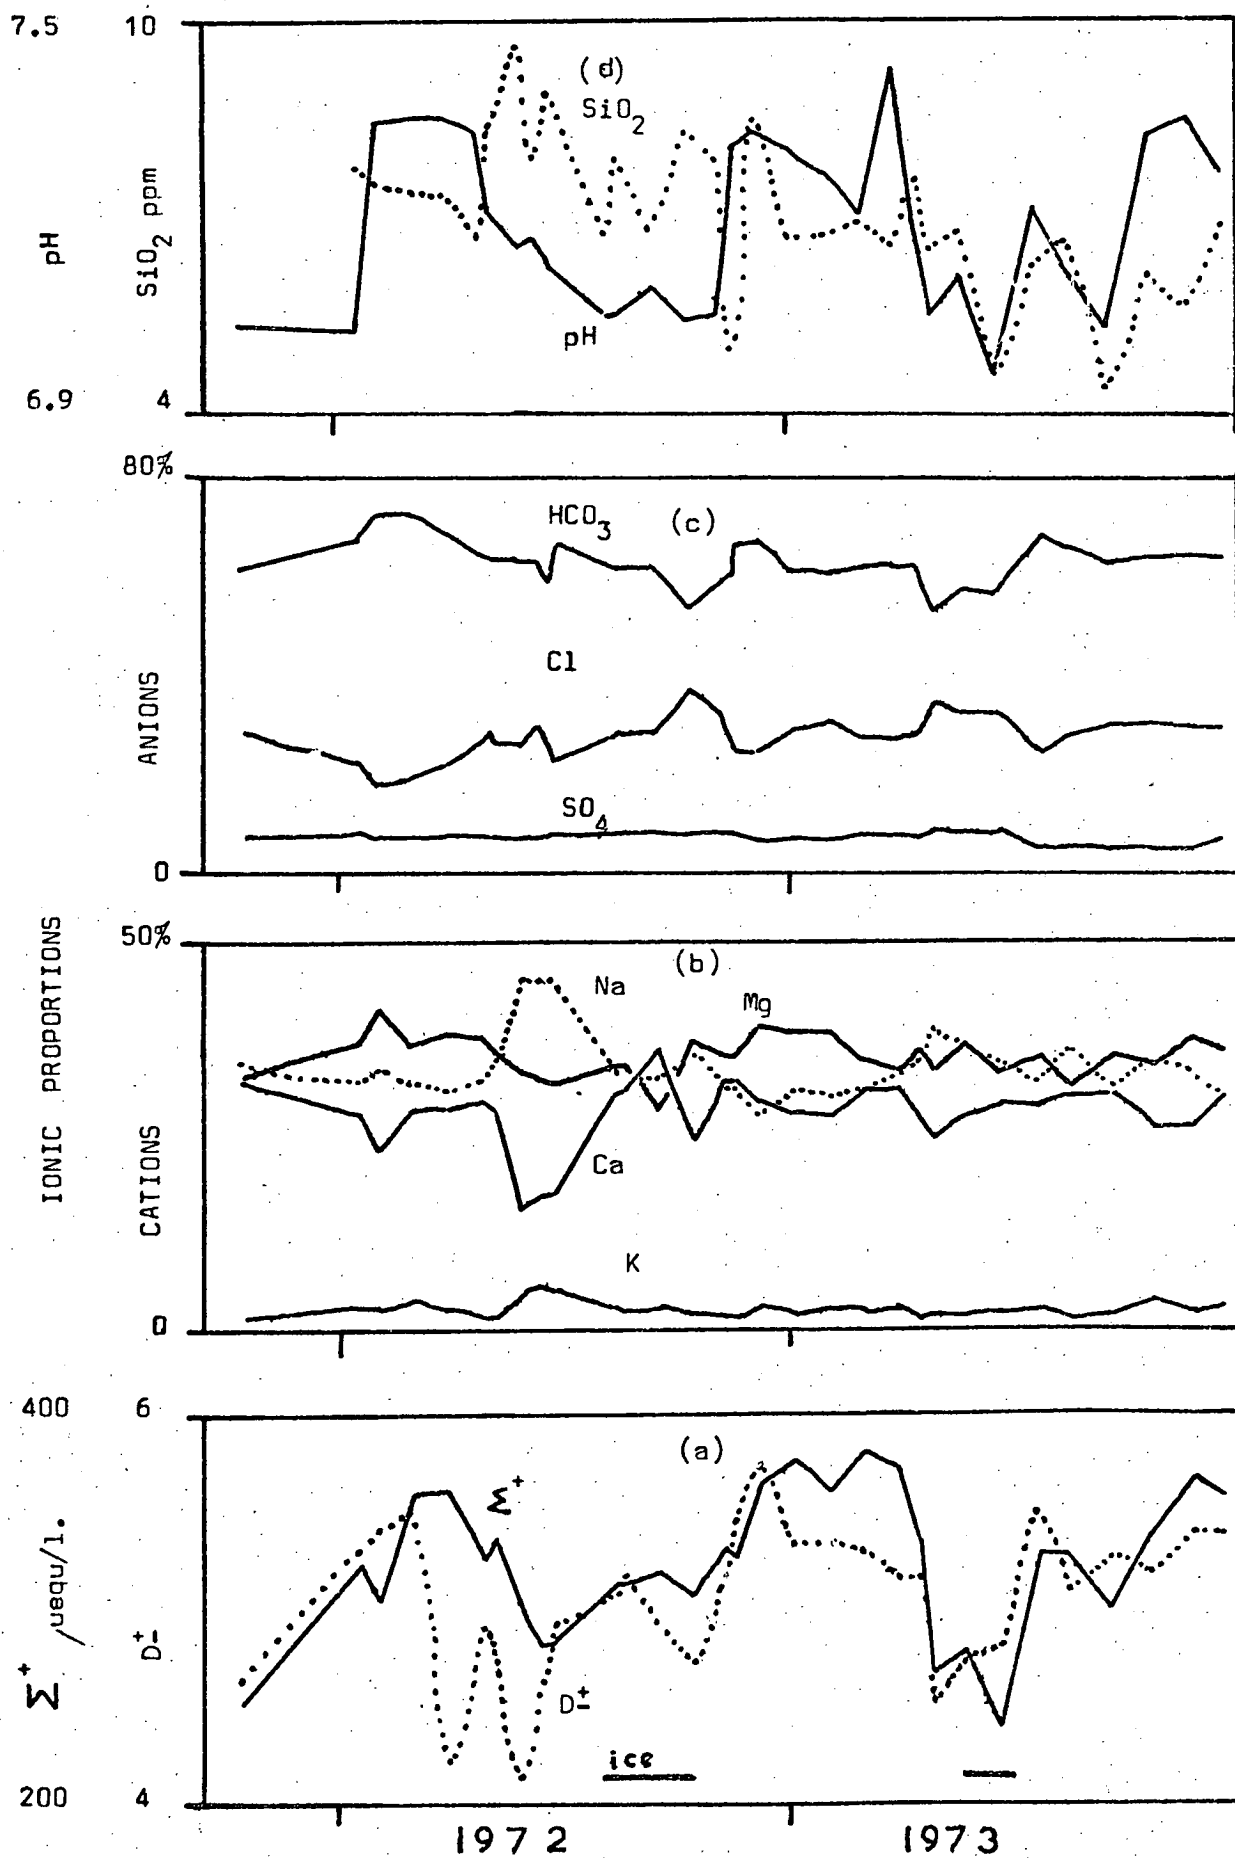 7.5 10
(d)
SiO2
pH
SiO2 ppm
pH
6.9 4
80%
HCO3 (c)
Cl
ANIONS
SO4
0
50%
(b)
Na
Mg
IONIC PROPORTIONS
CATIONS
Ca
K
0
400 6
(a)
Σ+
Σ+ /uequ/l.
D±
D±
ice
200 4
1972 1973